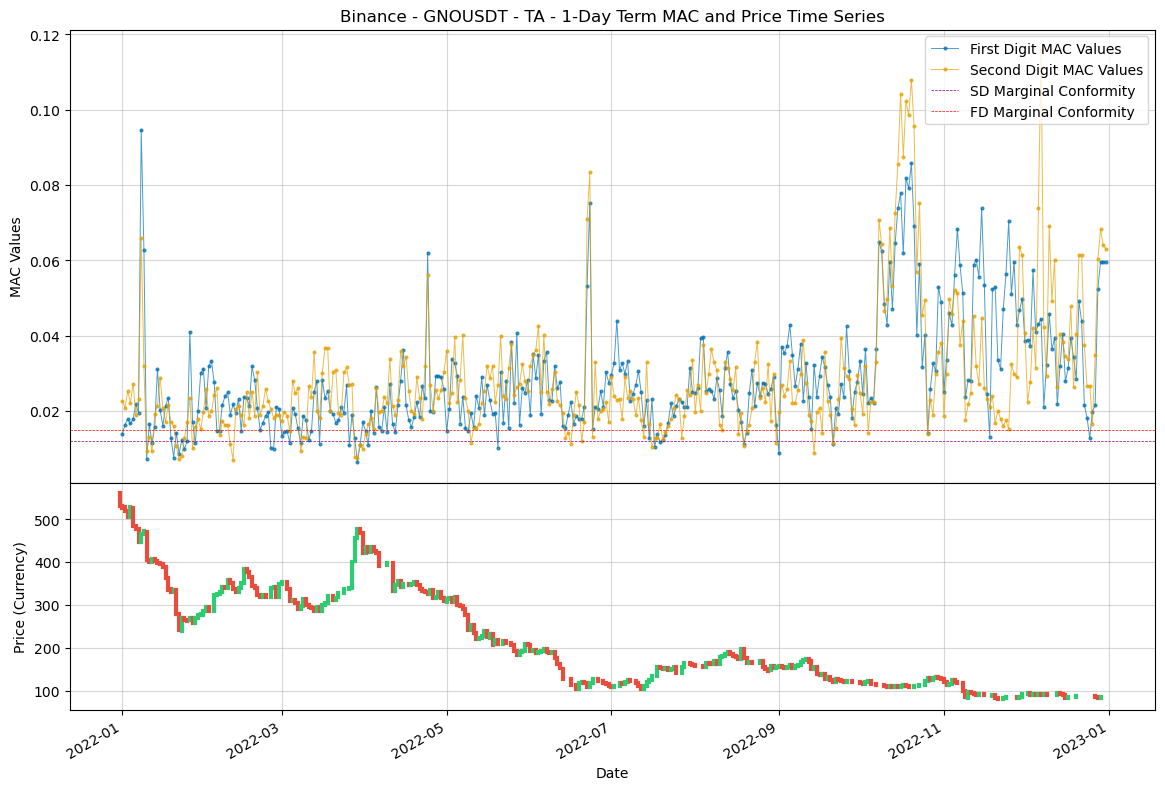 Binance - GNOUSDT - TA - 1-Day Term MAC and Price Time Series
0.12
0.10
0.08
0.06
0.04
0.02
MAC Values
First Digit MAC Values
Second Digit MAC Values
SD Marginal Conformity
FD Marginal Conformity
500
400
300
200
100
Price (Currency)
2022-01
2022-03
2022-05
2022-07
2022-09
2022-11
2023-01
Date